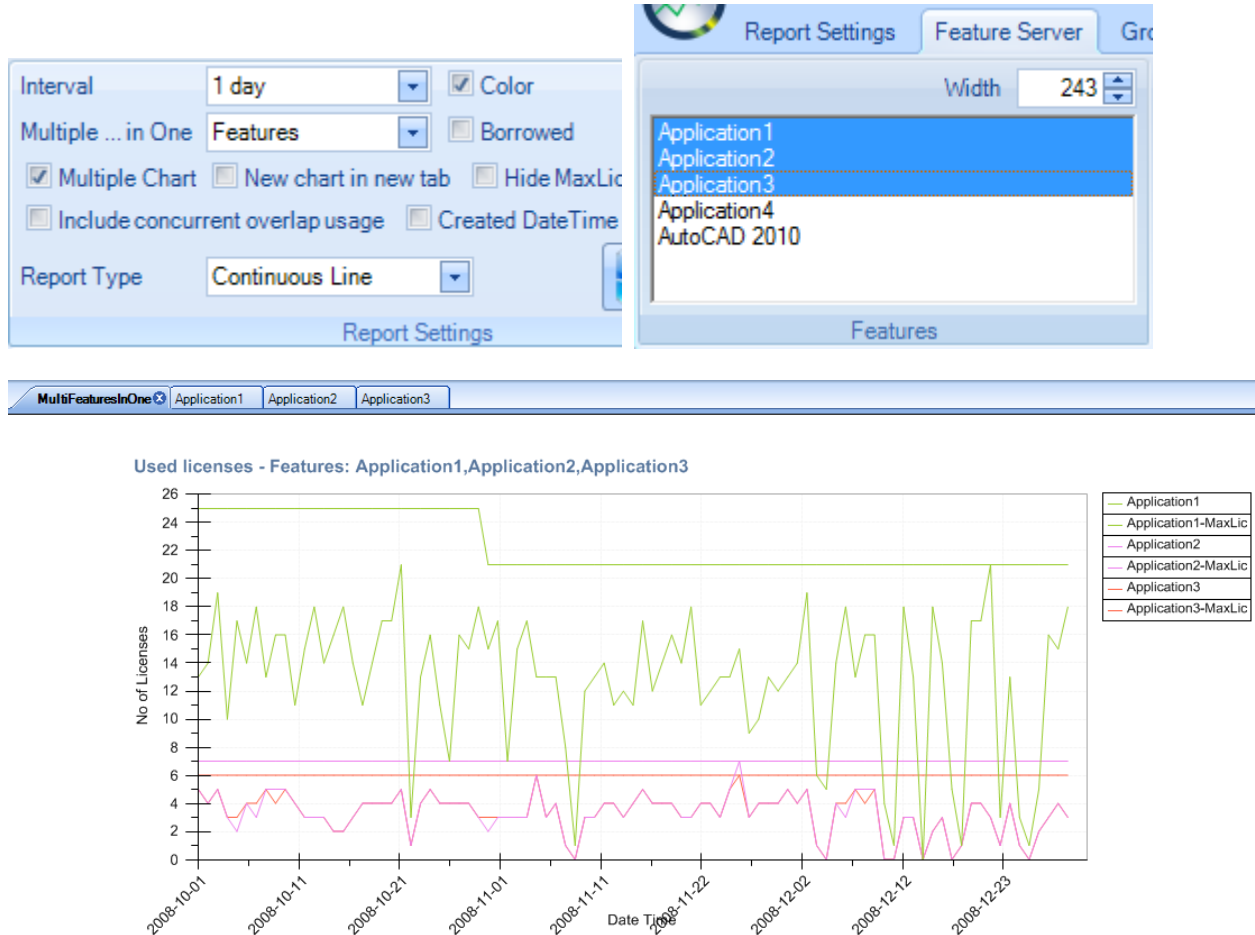 Report Settings Feature Server Gro
Interval 1 day Color
Multiple ... in One Features Borrowed
Multiple Chart New chart in new tab Hide MaxLic
Include concurrent overlap usage Created DateTime
Report Type Continuous Line
Report Settings
Width 243
Application1
Application2
Application3
Application4
AutoCAD 2010
Features
MultiFeaturesInOne Application1 Application2 Application3
Used licenses - Features: Application1,Application2,Application3
No of Licenses
26
24
22
20
18
16
14
12
10
8
6
4
2
0
2008-10-01 2008-10-11 2008-10-21 2008-11-01 2008-11-11 2008-11-22 2008-12-02 2008-12-12 2008-12-23
Date Time
Application1
Application1-MaxLic
Application2
Application2-MaxLic
Application3
Application3-MaxLic